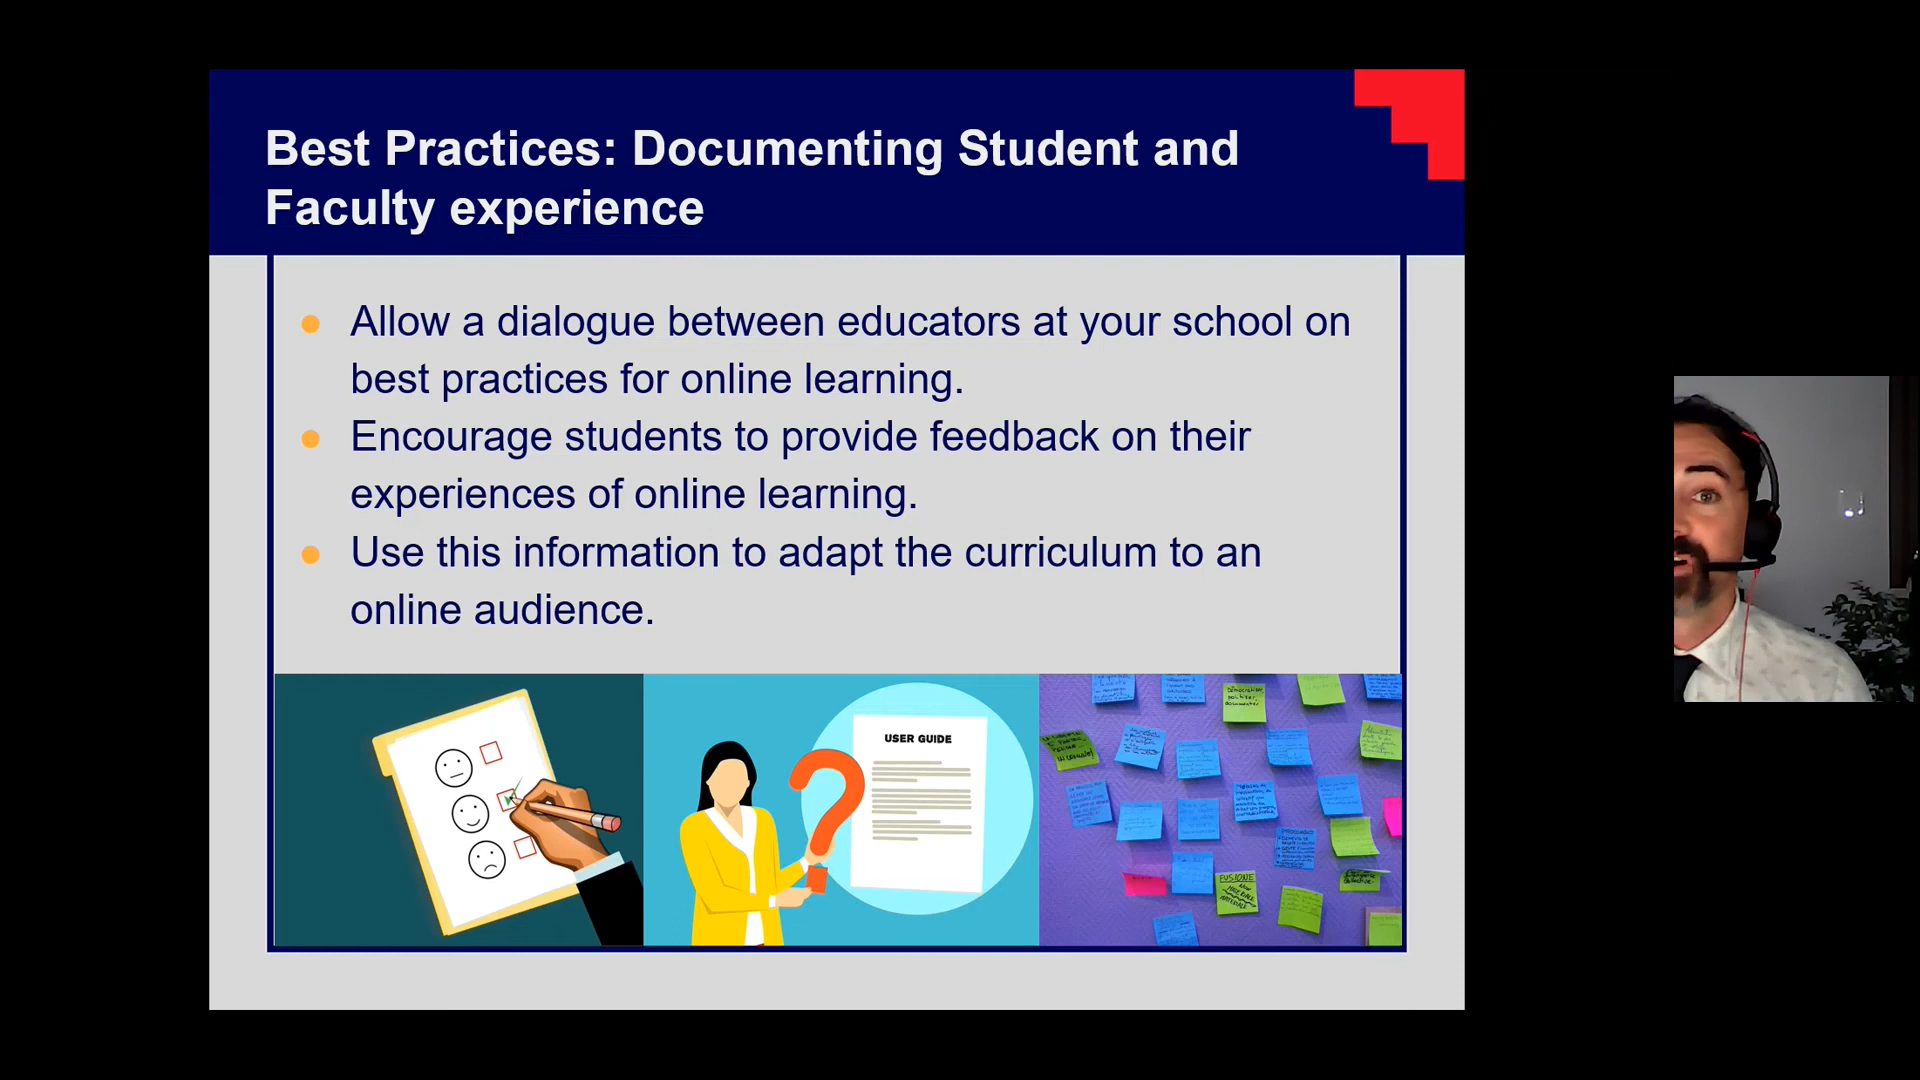 Best Practices: Documenting Student and
Faculty experience
Allow a dialogue between educators at your school on
best practices for online learning.
Encourage students to provide feedback on their
experiences of online learning.
Use this information to adapt the curriculum to an
online audience.
USER GUIDE
FUSIONE